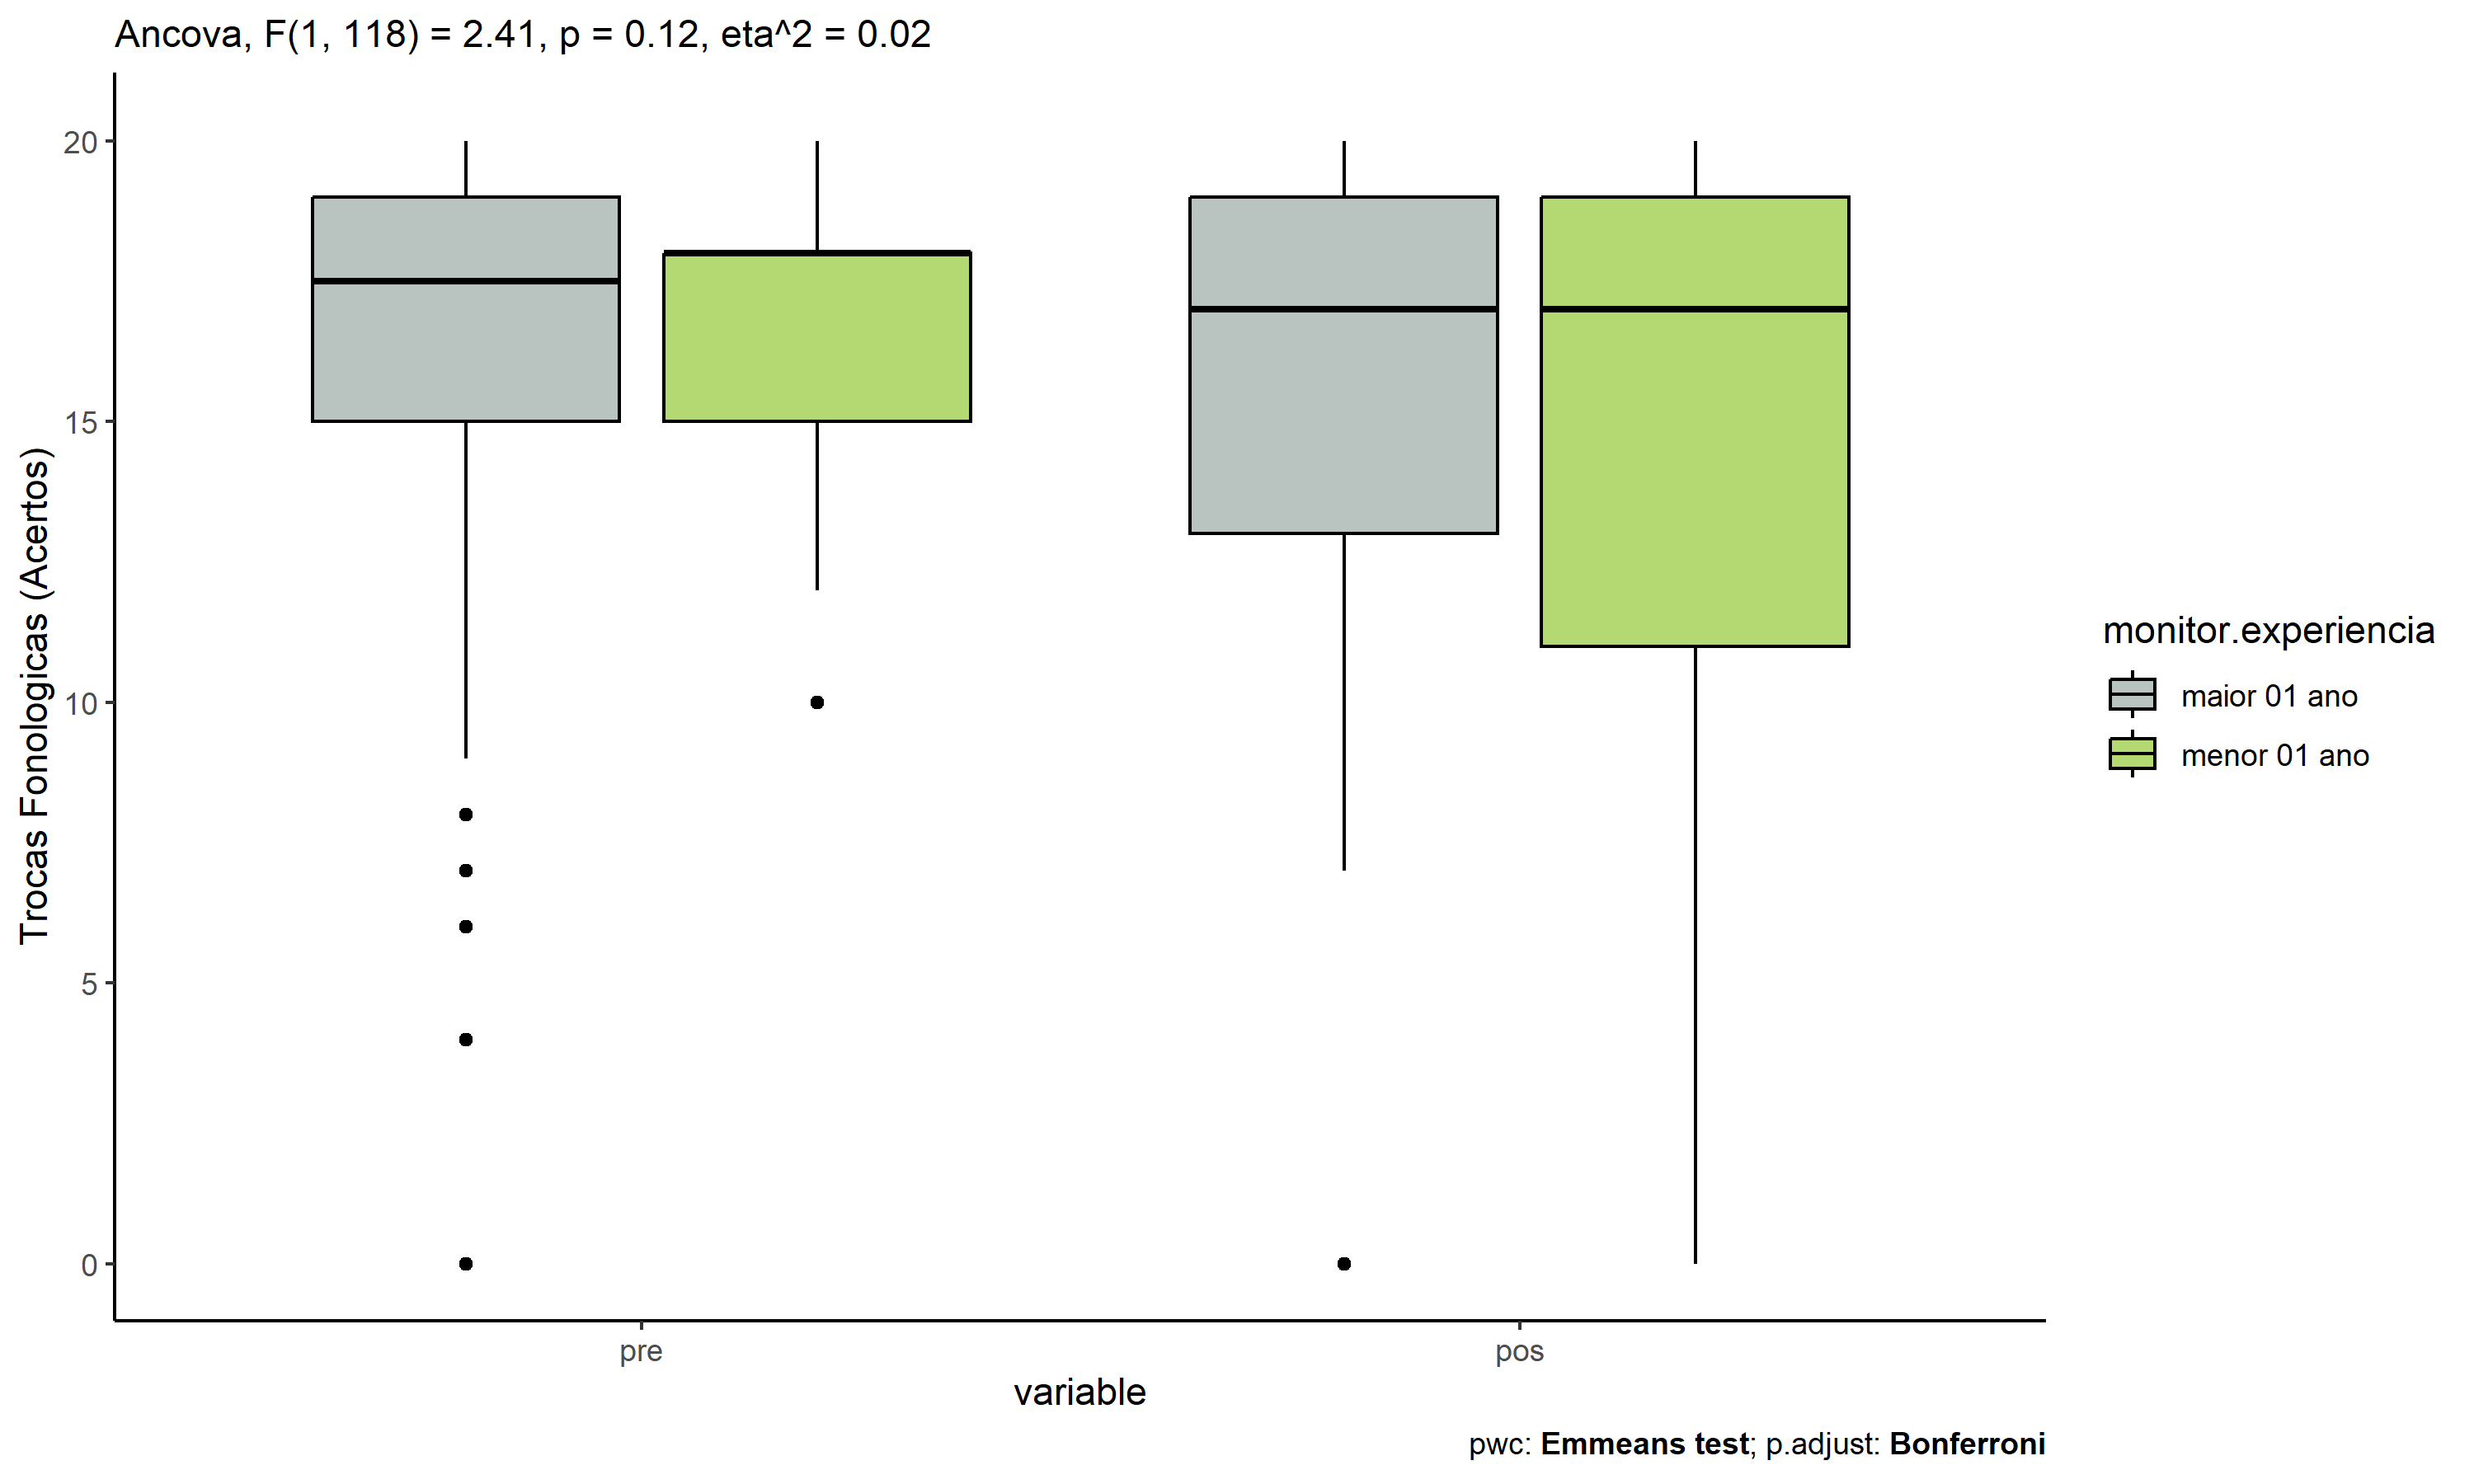 Ancova, F(1, 118) = 2.41, p = 0.12, eta^2 = 0.02
Trocas Fonologicas (Acertos)
20
15
10
5
0
pre
pos
variable
monitor.experiencia
maior 01 ano
menor 01 ano
pwc: Emmeans test; p.adjust: Bonferroni